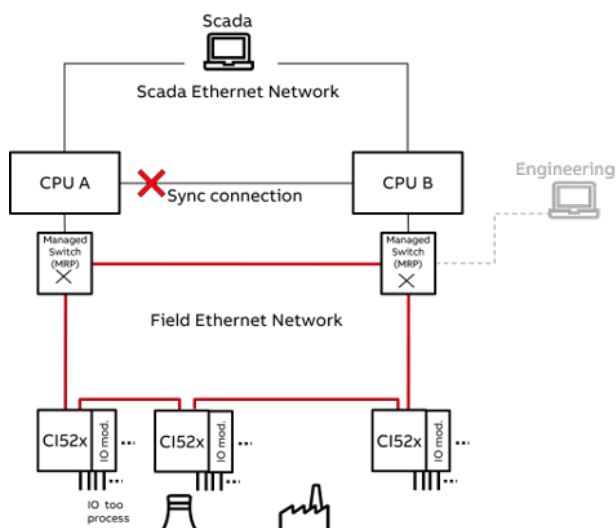 Scada
Scada Ethernet Network
CPU A
CPU B
Sync connection
Engineering
Managed
Switch
(MRP)
Managed
Switch
(MRP)
Field Ethernet Network
CI52x
IO mod.
CI52x
IO mod.
CI52x
IO mod.
IO too
process